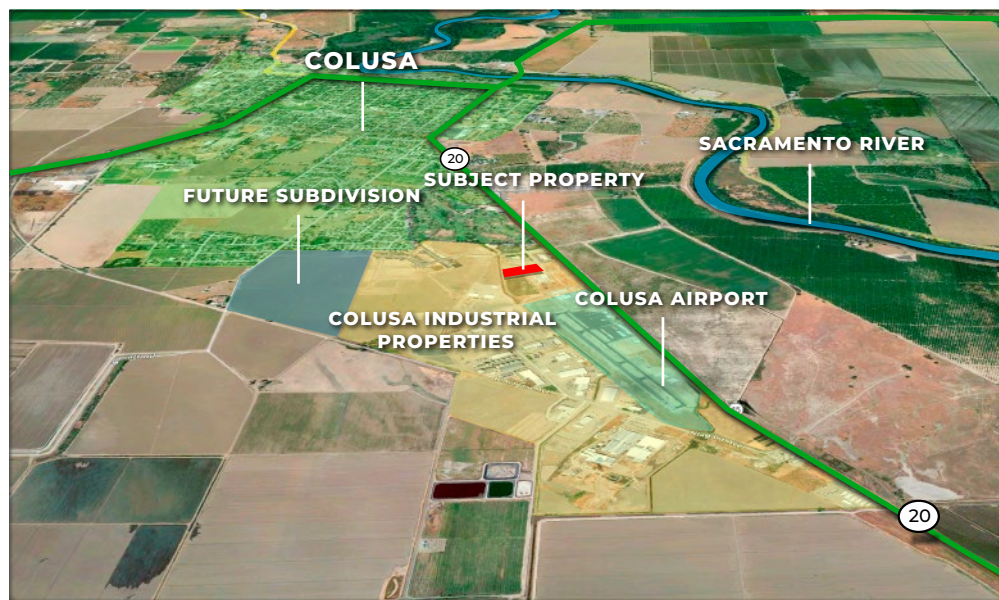 COLUSA
SACRAMENTO RIVER
20
SUBJECT PROPERTY
FUTURE SUBDIVISION
COLUSA AIRPORT
COLUSA INDUSTRIAL
PROPERTIES
20